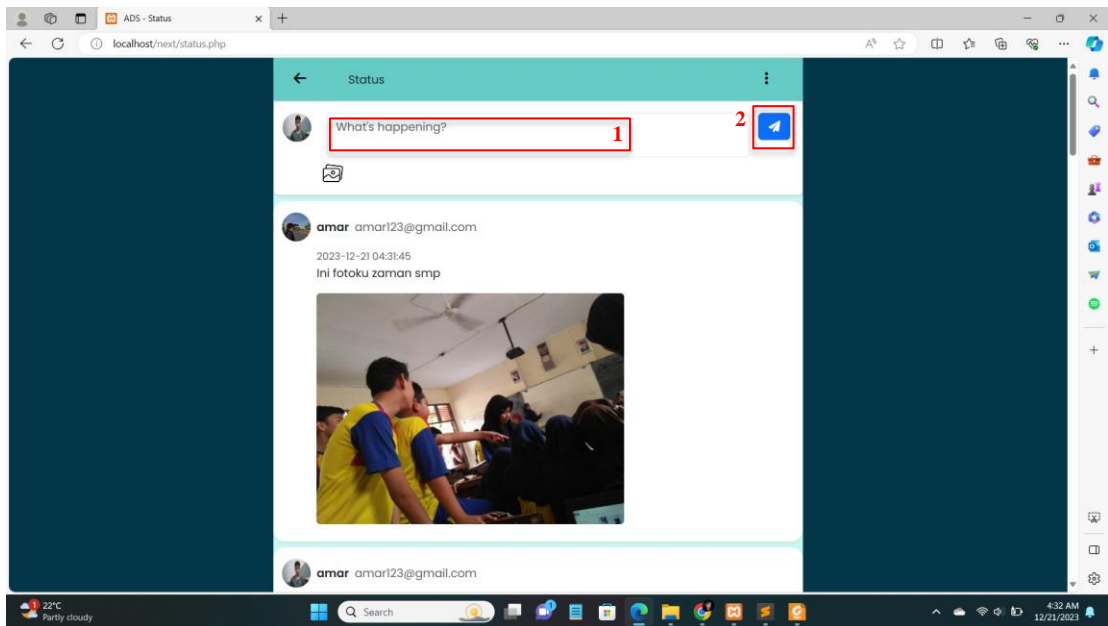 ADS - Status
localhost/next/status.php
Status
What's happening?
1
2
amar amar123@gmail.com
2023-12-21 04:31:45
Ini fotoku zaman smp
amar amar123@gmail.com
1
22°C
Partly cloudy
Search
4:32 AM
12/21/2023